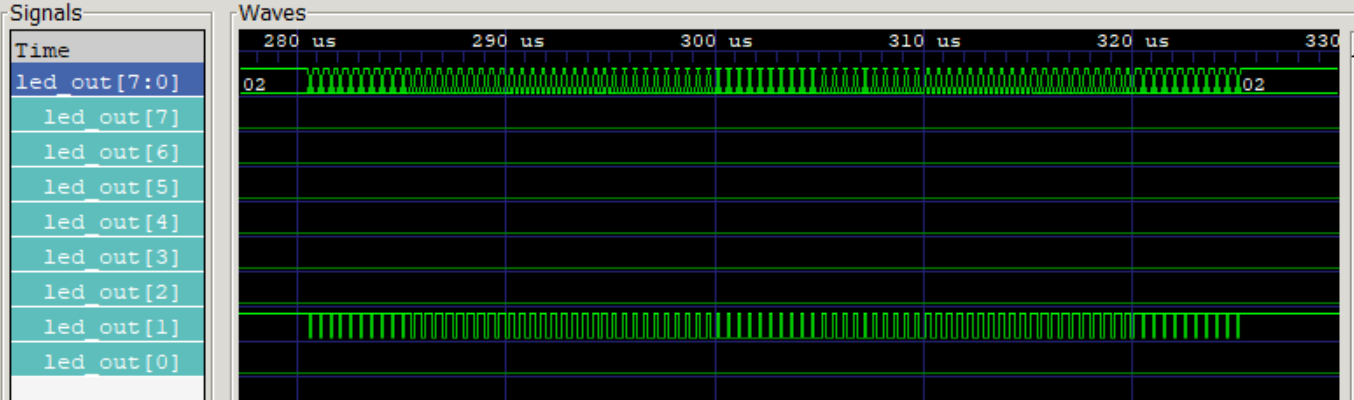 Signals
Waves
Time
280 us 290 us 300 us 310 us 320 us 330
led_out[7:0]
02 02
led_out[7]
led_out[6]
led_out[5]
led_out[4]
led_out[3]
led_out[2]
led_out[1]
led_out[0]